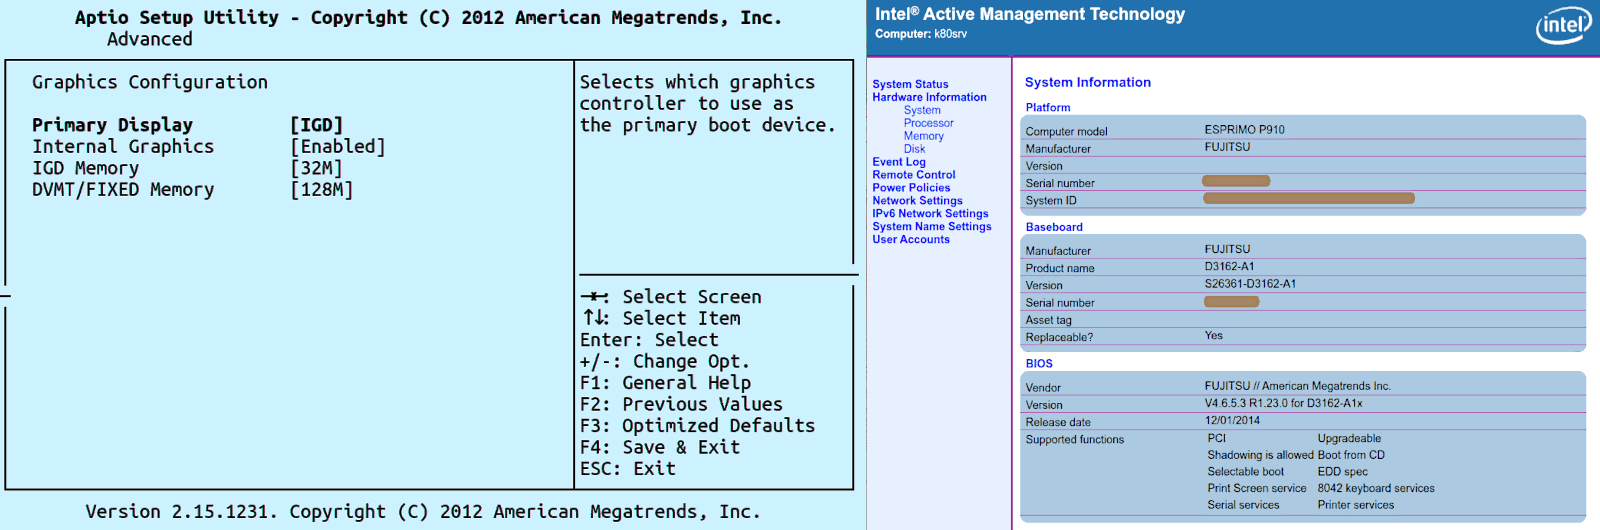 Aptio Setup Utility - Copyright (C) 2012 American Megatrends, Inc.
Advanced
Graphics Configuration
Primary Display [IGD]
Internal Graphics [Enabled]
IGD Memory [32M]
DVMT/FIXED Memory [128M]
Selects which graphics
controller to use as
the primary boot device.
: Select Screen
↑↓: Select Item
Enter: Select
+/-: Change Opt.
F1: General Help
F2: Previous Values
F3: Optimized Defaults
F4: Save & Exit
ESC: Exit
Version 2.15.1231. Copyright (C) 2012 American Megatrends, Inc.
Intel® Active Management Technology
Computer: k80srv
intel®
System Status
Hardware Information
System
Processor
Memory
Disk
Event Log
Remote Control
Power Policies
Network Settings
IPv6 Network Settings
System Name Settings
User Accounts
System Information
Platform
Computer model ESPRIMO P910
Manufacturer FUJITSU
Version
Serial number
System ID
Baseboard
Manufacturer FUJITSU
Product name D3162-A1
Version S26361-D3162-A1
Serial number
Asset tag
Replaceable? Yes
BIOS
Vendor FUJITSU // American Megatrends Inc.
Version V4.6.5.3 R1.23.0 for D3162-A1x
Release date 12/01/2014
Supported functions PCI Upgradeable
Shadowing is allowed Boot from CD
Selectable boot EDD spec
Print Screen service 8042 keyboard services
Serial services Printer services